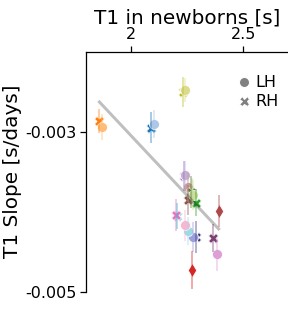 T1 in newborns [s]
2
2.5
LH
RH
-0.003
-0.005
T1 Slope [s/days]